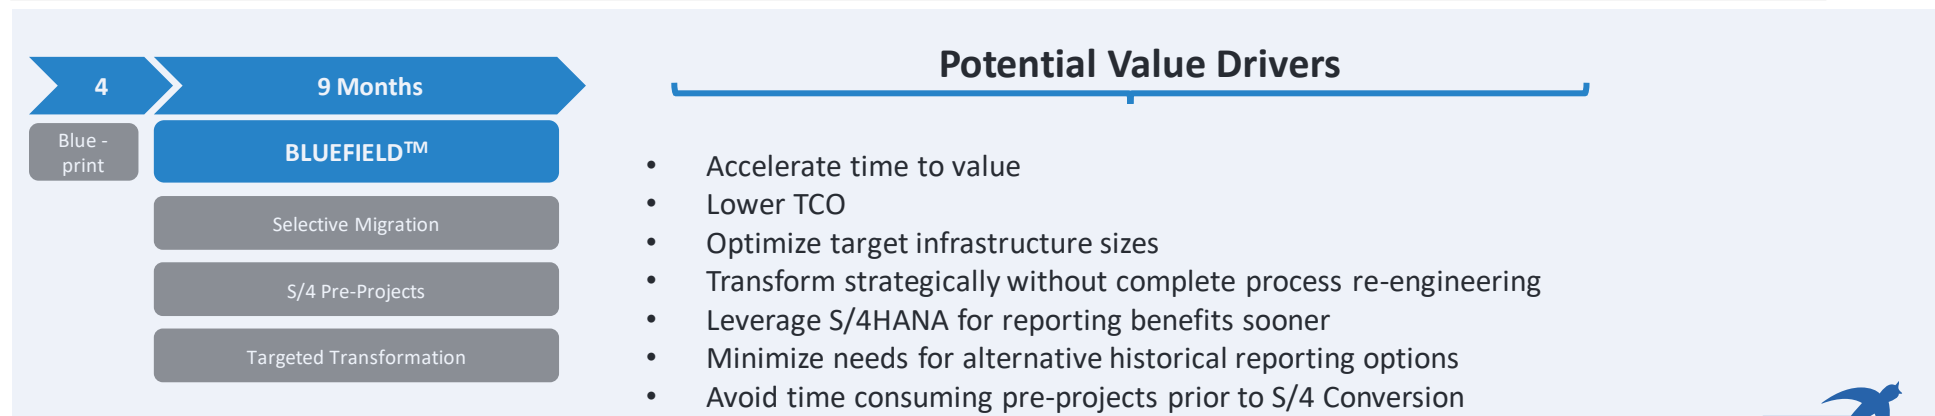 4
9 Months
Blue -
print
BLUEFIELD™
Selective Migration
S/4 Pre-Projects
Targeted Transformation
Potential Value Drivers
• Accelerate time to value
• Lower TCO
• Optimize target infrastructure sizes
• Transform strategically without complete process re-engineering
• Leverage S/4HANA for reporting benefits sooner
• Minimize needs for alternative historical reporting options
• Avoid time consuming pre-projects prior to S/4 Conversion